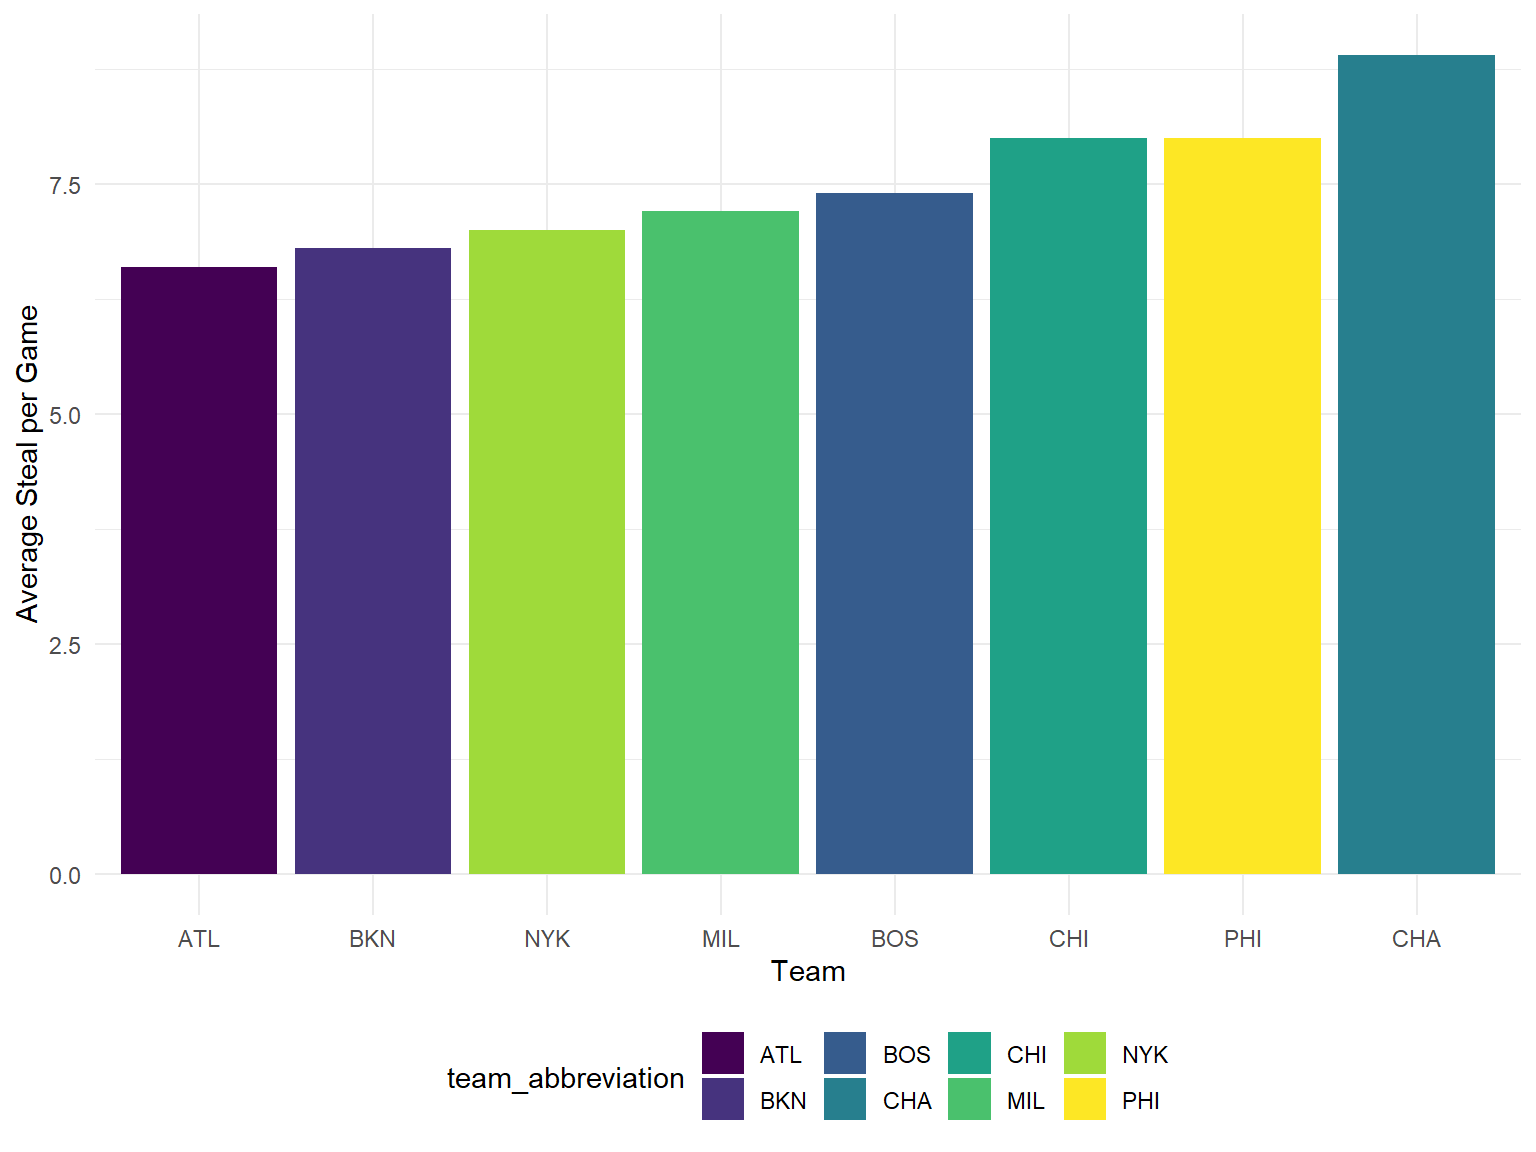 Average Steal per Game
7.5
5.0
2.5
0.0
ATL BKN NYK MIL BOS CHI PHI CHA
Team
team_abbreviation
ATL BOS CHI NYK
BKN CHA MIL PHI